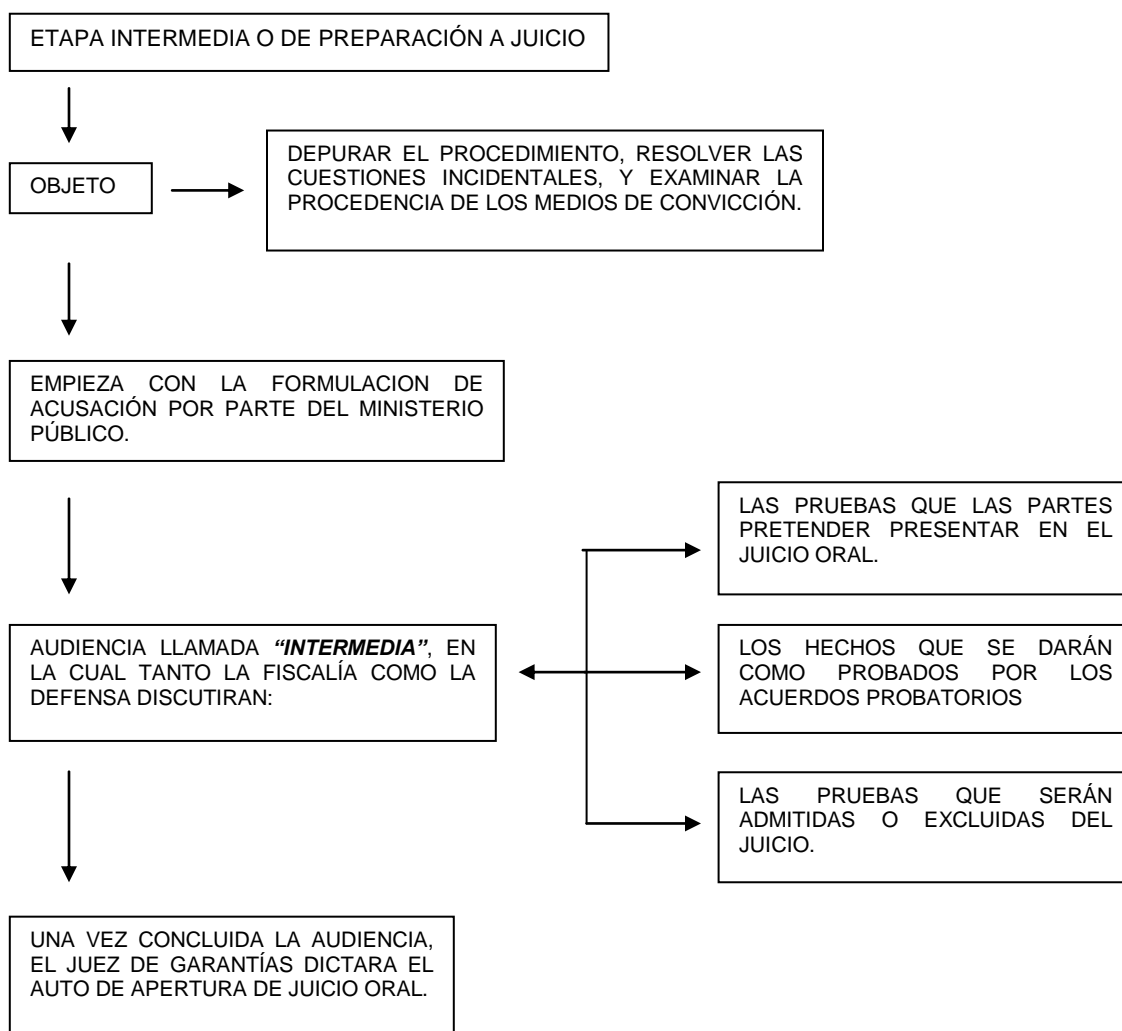 ETAPA INTERMEDIA O DE PREPARACIÓN A JUICIO
OBJETO
DEPURAR EL PROCEDIMIENTO, RESOLVER LAS
CUESTIONES INCIDENTALES, Y EXAMINAR LA
PROCEDENCIA DE LOS MEDIOS DE CONVICCIÓN.
EMPIEZA CON LA FORMULACION DE
ACUSACIÓN POR PARTE DEL MINISTERIO
PÚBLICO.
AUDIENCIA LLAMADA “INTERMEDIA”, EN
LA CUAL TANTO LA FISCALÍA COMO LA
DEFENSA DISCUTIRAN:
LAS PRUEBAS QUE LAS PARTES
PRETENDER PRESENTAR EN EL
JUICIO ORAL.
LOS HECHOS QUE SE DARÁN
COMO PROBADOS POR LOS
ACUERDOS PROBATORIOS
LAS PRUEBAS QUE SERÁN
ADMITIDAS O EXCLUIDAS DEL
JUICIO.
UNA VEZ CONCLUIDA LA AUDIENCIA,
EL JUEZ DE GARANTÍAS DICTARA EL
AUTO DE APERTURA DE JUICIO ORAL.